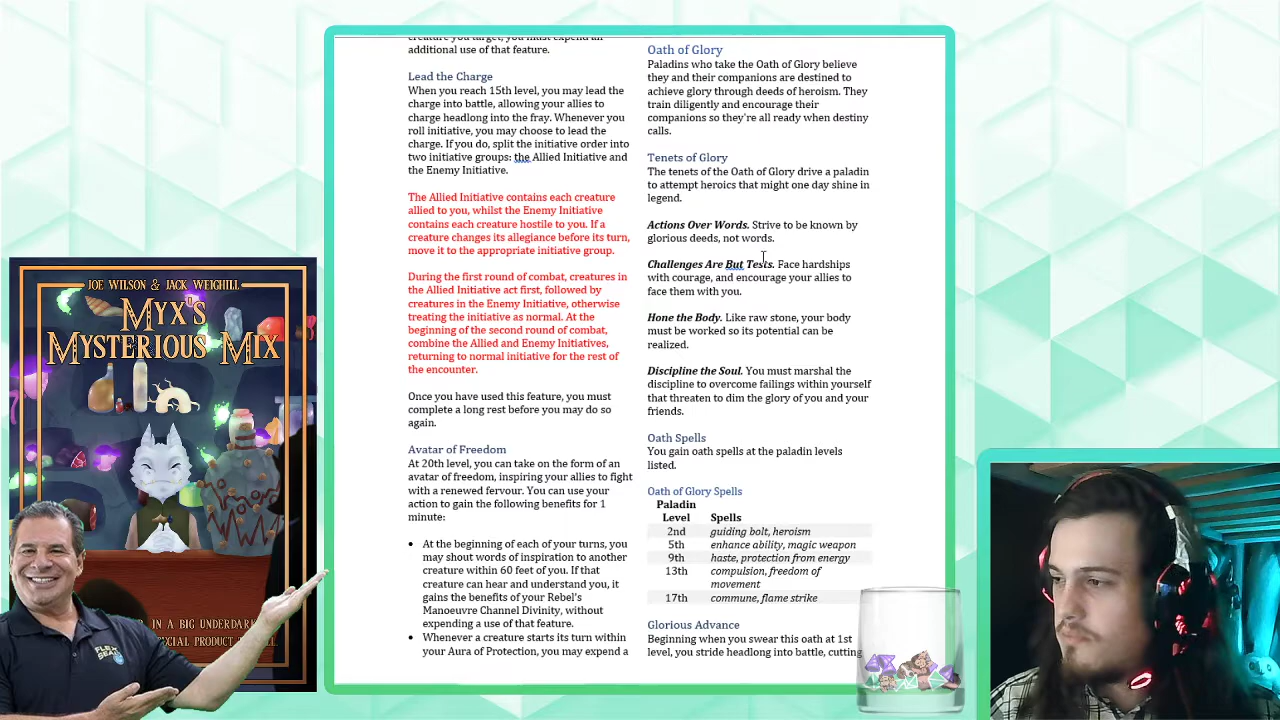 creature you target, you must expend an
additional use of that feature.
Lead the Charge
When you reach 15th level, you may lead the
charge into battle, allowing your allies to
charge headlong into the fray. Whenever you
roll initiative, you may choose to lead the
charge. If you do, split the initiative order into
two initiative groups: the Allied Initiative and
the Enemy Initiative.
The Allied Initiative contains each creature
allied to you, whilst the Enemy Initiative
contains each creature hostile to you. If a
creature changes its allegiance before its turn,
move it to the appropriate initiative group.
During the first round of combat, creatures in
the Allied Initiative act first, followed by
creatures in the Enemy Initiative, otherwise
treating the initiative as normal. At the
beginning of the second round of combat,
combine the Allied and Enemy Initiatives,
returning to normal initiative for the rest of
the encounter.
Once you have used this feature, you must
complete a long rest before you may do so
again.
Avatar of Freedom
At 20th level, you can take on the form of an
avatar of freedom, inspiring your allies to fight
with a renewed fervour. You can use your
action to gain the following benefits for 1
minute:
• At the beginning of each of your turns, you
may shout words of inspiration to another
creature within 60 feet of you. If that
creature can hear and understand you, it
gains the benefits of your Rebel's
Manoeuvre Channel Divinity, without
expending a use of that feature.
• Whenever a creature starts its turn within
your Aura of Protection, you may expend a
Oath of Glory
Paladins who take the Oath of Glory believe
they and their companions are destined to
achieve glory through deeds of heroism. They
train diligently and encourage their
companions so they're all ready when destiny
calls.
Tenets of Glory
The tenets of the Oath of Glory drive a paladin
to attempt heroics that might one day shine in
legend.
Actions Over Words. Strive to be known by
glorious deeds, not words.
Challenges Are But Tests. Face hardships
with courage, and encourage your allies to
face them with you.
Hone the Body. Like raw stone, your body
must be worked so its potential can be
realized.
Discipline the Soul. You must marshal the
discipline to overcome failings within yourself
that threaten to dim the glory of you and your
friends.
Oath Spells
You gain oath spells at the paladin levels
listed.
Oath of Glory Spells
Paladin
Level Spells
2nd guiding bolt, heroism
5th enhance ability, magic weapon
9th haste, protection from energy
13th compulsion, freedom of
movement
17th commune, flame strike
Glorious Advance
Beginning when you swear this oath at 1st
level, you stride headlong into battle, cutting
JOE WILSON & JACK WEIGHILL
MYX'S
MYSTERIOUS MIX
IN A BIG UNDERDARK
PRODUCT
FLEX
SEAL